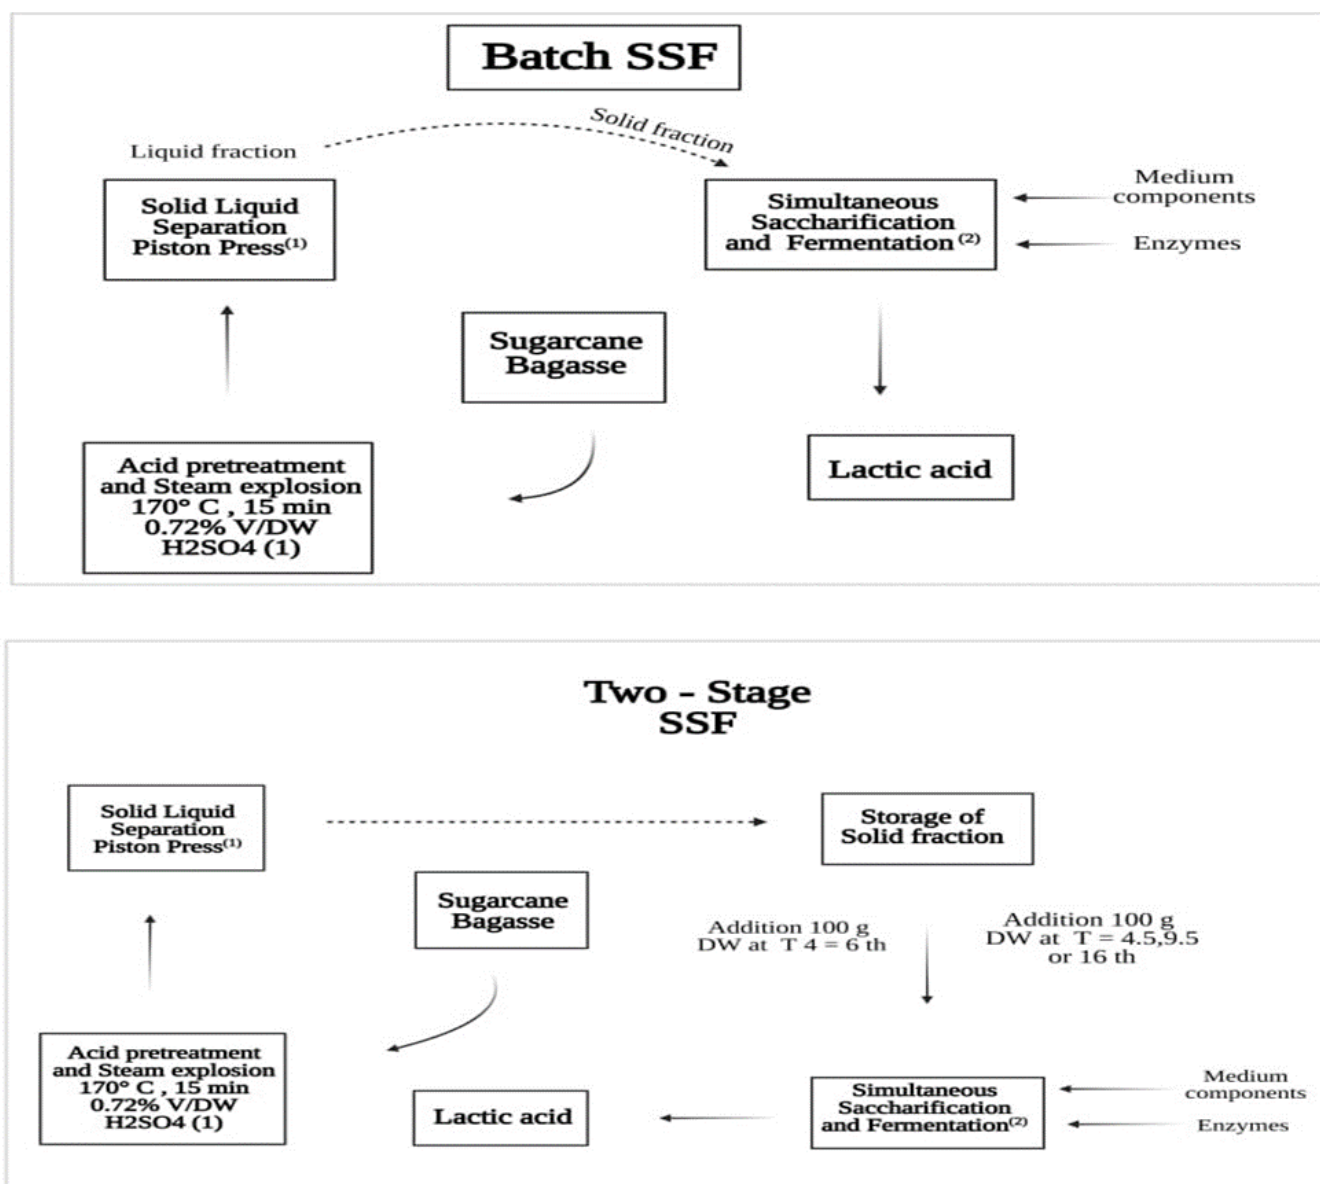 Batch SSF
Solid fraction
Liquid fraction
Solid Liquid
Separation
Piston Press(1)
Simultaneous
Saccharification
and Fermentation (2)
Medium
components
Enzymes
Sugarcane
Bagasse
Acid pretreatment
and Steam explosion
170° C , 15 min
0.72% V/DW
H2SO4 (1)
Lactic acid
Two - Stage
SSF
Solid Liquid
Separation
Piston Press(1)
Storage of
Solid fraction
Sugarcane
Bagasse
Addition 100 g
DW at T 4 = 6 th
Addition 100 g
DW at T = 4.5,9.5
or 16 th
Acid pretreatment
and Steam explosion
170° C , 15 min
0.72% V/DW
H2SO4 (1)
Lactic acid
Simultaneous
Saccharification
and Fermentation(2)
Medium
components
Enzymes